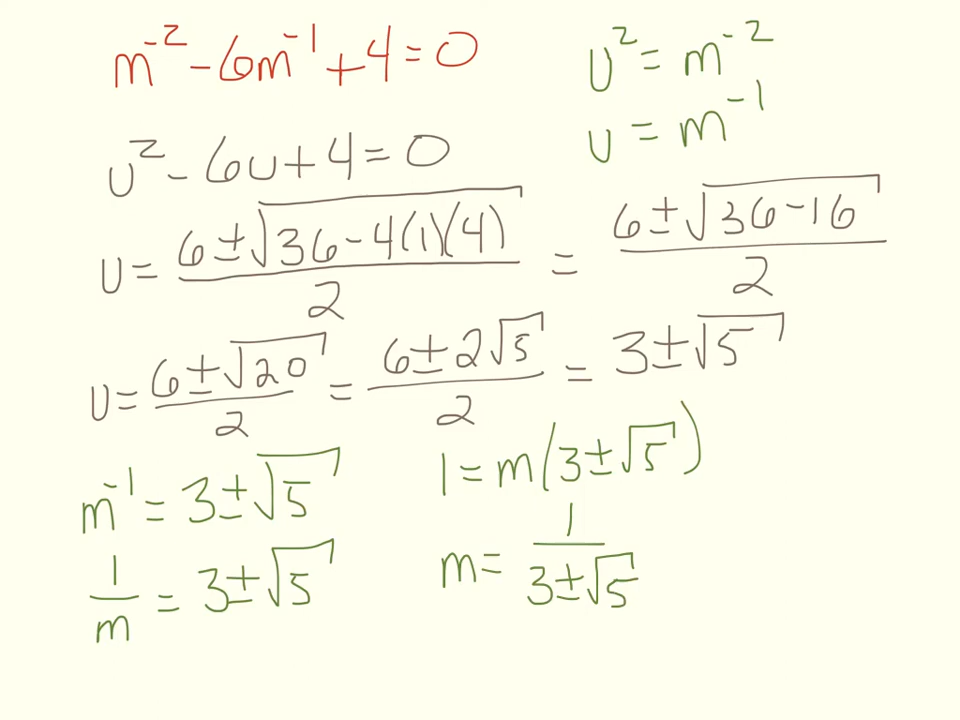 m⁻² - 6m⁻¹ + 4 = 0
u² = m⁻²
u = m⁻¹
u² - 6u + 4 = 0
u = (6 ± √(36 - 4(1)(4)))/2 = (6 ± √(36 - 16))/2
u = (6 ± √20)/2 = (6 ± 2√5)/2 = 3 ± √5
m⁻¹ = 3 ± √5
1/m = 3 ± √5
1 = m(3 ± √5)
m = 1/(3 ± √5)